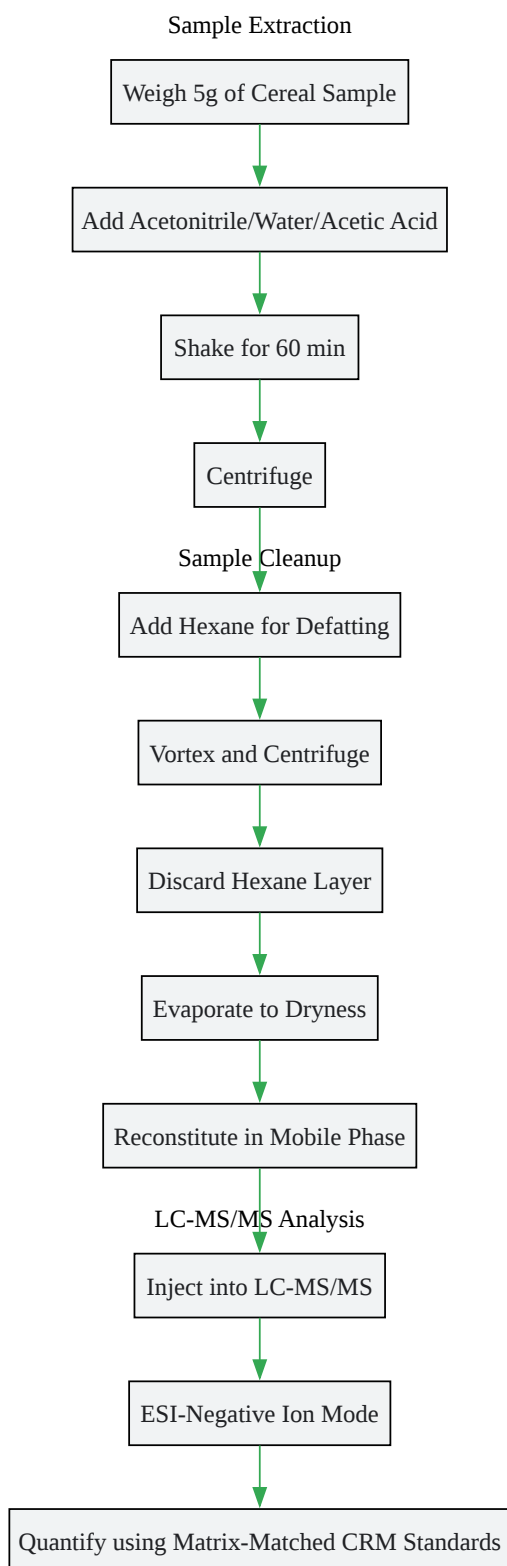 Sample Extraction
Weigh 5g of Cereal Sample
Add Acetonitrile/Water/Acetic Acid
Shake for 60 min
Centrifuge
Sample Cleanup
Add Hexane for Defatting
Vortex and Centrifuge
Discard Hexane Layer
Evaporate to Dryness
Reconstitute in Mobile Phase
LC-MS/MS Analysis
Inject into LC-MS/MS
ESI-Negative Ion Mode
Quantify using Matrix-Matched CRM Standards